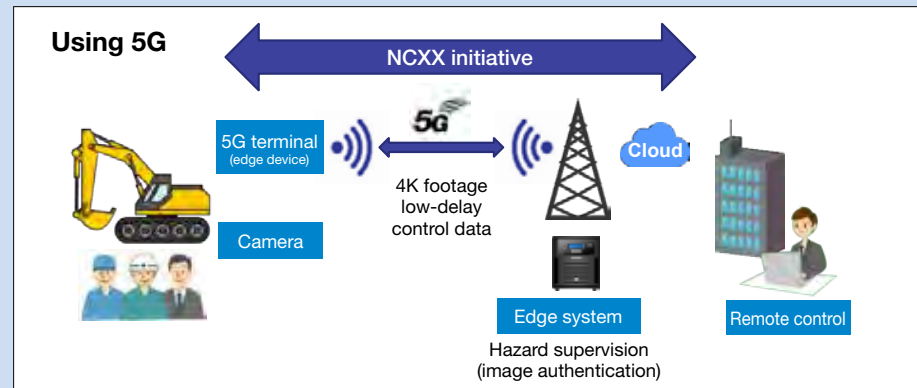 Using 5G
NCXX initiative
5G terminal
(edge device)
5G
Cloud
4K footage
low-delay
control data
Camera
Edge system
Remote control
Hazard supervision
(image authentication)